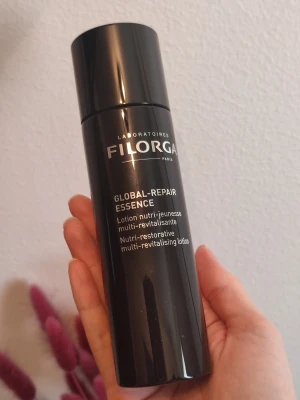 LABORATOIRES
FILORGA
PARIS
GLOBAL-REPAIR
ESSENCE
Lotion nutri-jeunesse
multi-revitalisante
Nutri-restorative
multi-revitalising lotion